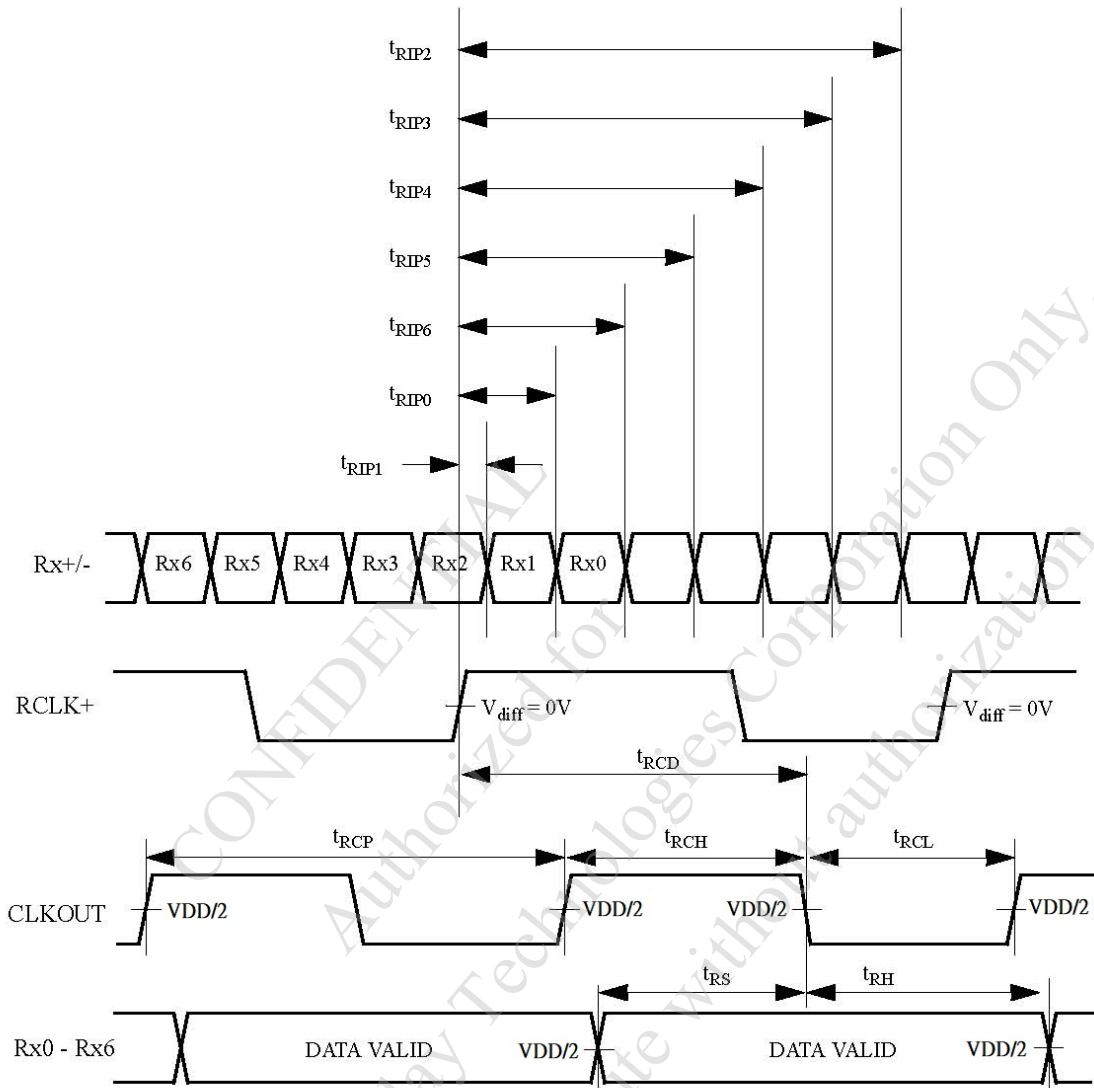 tRIP2
tRIP3
tRIP4
tRIP5
tRIP6
tRIP0
tRIP1
Rx+/- Rx6 Rx5 Rx4 Rx3 Rx2 Rx1 Rx0
RCLK+ Vdiff = 0V Vdiff = 0V
tRCD
tRCP tRCH tRCL
CLKOUT VDD/2 VDD/2 VDD/2 VDD/2
tRS tRH
Rx0 - Rx6 DATA VALID VDD/2 DATA VALID VDD/2
CONFIDENTIAL
Authorized for
Technologies Corporation Only,
without authorization